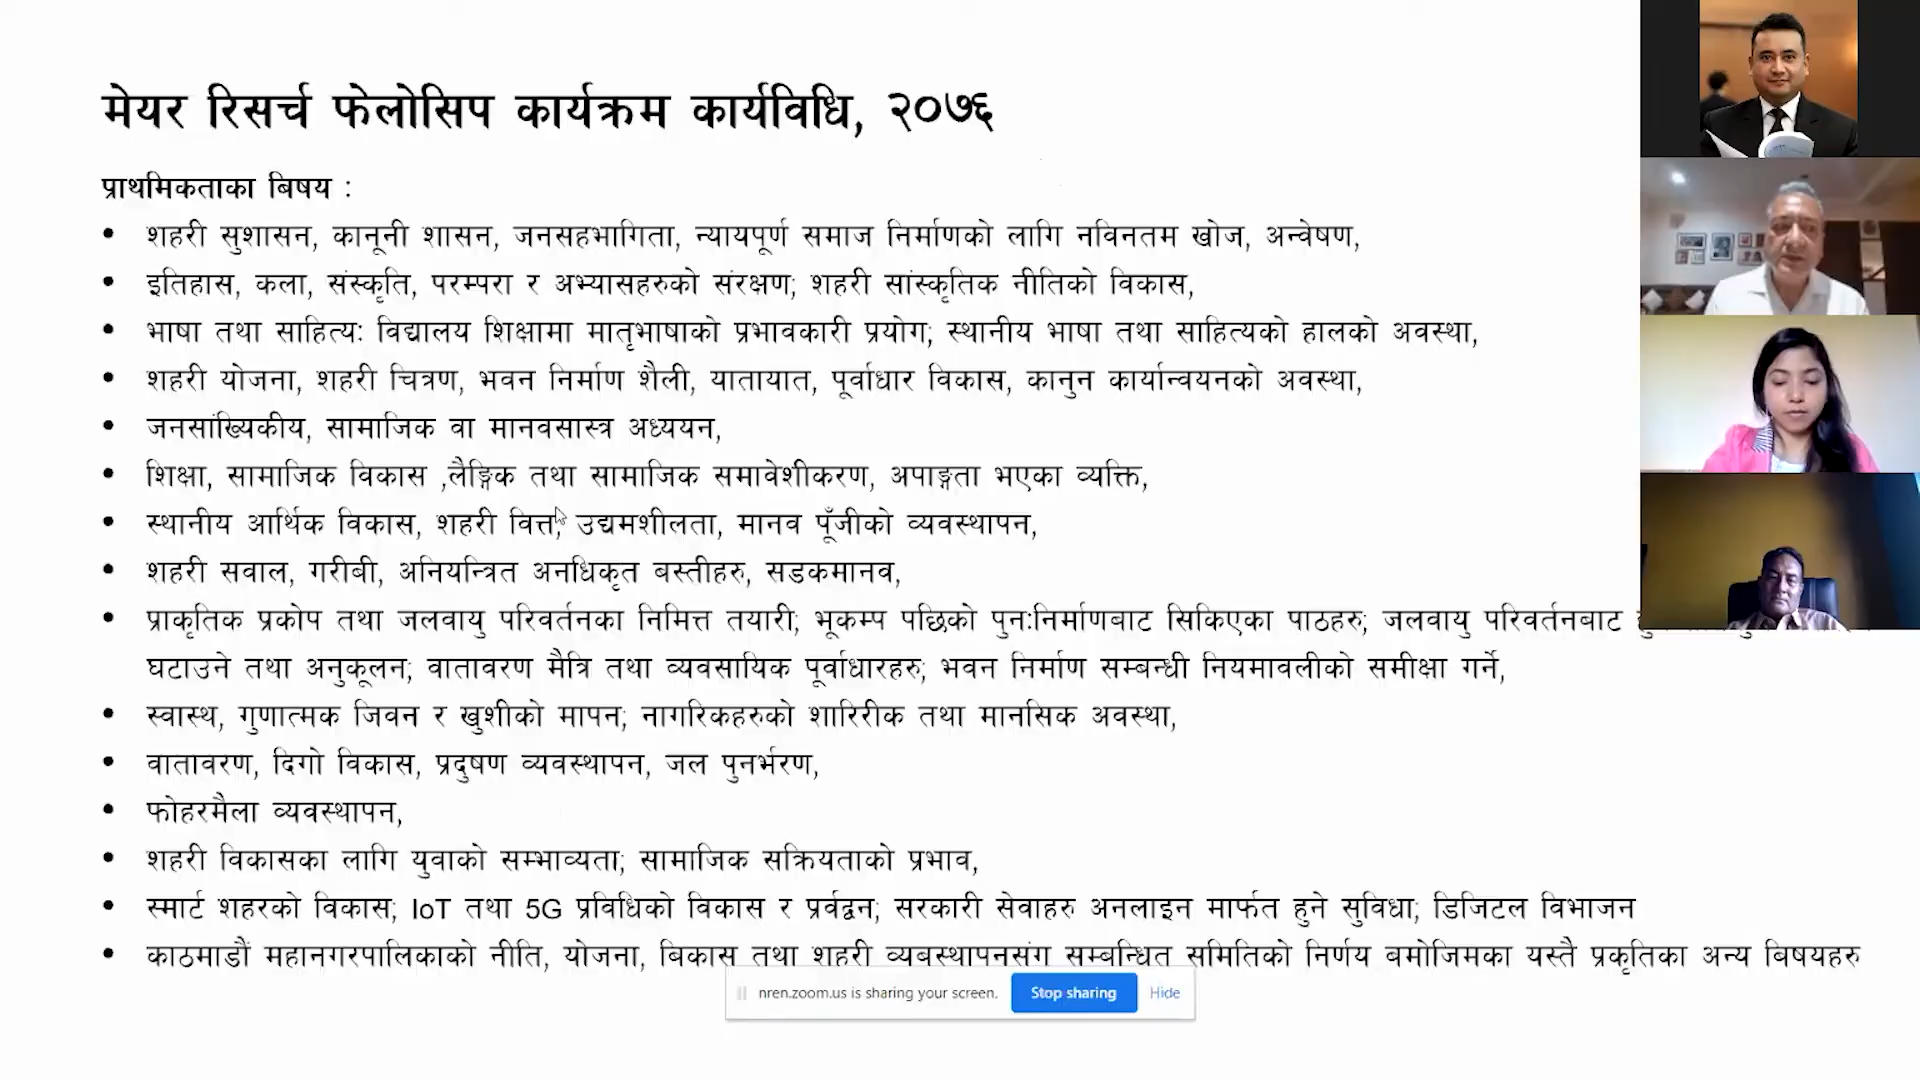 मेयर रिसर्च फेलोसिप कार्यक्रम कार्यविधि, २०७६
प्राथमिकताका बिषय :
• शहरी सुशासन, कानूनी शासन, जनसहभागिता, न्यायपूर्ण समाज निर्माणको लागि नविनतम खोज, अन्वेषण,
• इतिहास, कला, संस्कृति, परम्परा र अभ्यासहरुको संरक्षण; शहरी सांस्कृतिक नीतिको विकास,
• भाषा तथा साहित्यः विद्यालय शिक्षामा मातृभाषाको प्रभावकारी प्रयोग; स्थानीय भाषा तथा साहित्यको हालको अवस्था,
• शहरी योजना, शहरी चित्रण, भवन निर्माण शैली, यातायात, पूर्वाधार विकास, कानुन कार्यान्वयनको अवस्था,
• जनसांख्यिकीय, सामाजिक वा मानवसास्त्र अध्ययन,
• शिक्षा, सामाजिक विकास ,लैङ्गिक तथा सामाजिक समावेशीकरण, अपाङ्गता भएका व्यक्ति,
• स्थानीय आर्थिक विकास, शहरी वित्त, उद्यमशीलता, मानव पूँजीको व्यवस्थापन,
• शहरी सवाल, गरीबी, अनियन्त्रित अनधिकृत बस्तीहरु, सडकमानव,
• प्राकृतिक प्रकोप तथा जलवायु परिवर्तनका निमित्त तयारी; भूकम्प पछिको पुनःनिर्माणबाट सिकिएका पाठहरु; जलवायु परिवर्तनबाट
घटाउने तथा अनुकूलन; वातावरण मैत्रि तथा व्यवसायिक पूर्वाधारहरु; भवन निर्माण सम्बन्धी नियमावलीको समीक्षा गर्ने,
• स्वास्थ, गुणात्मक जिवन र खुशीको मापन; नागरिकहरुको शारिरीक तथा मानसिक अवस्था,
• वातावरण, दिगो विकास, प्रदुषण व्यवस्थापन, जल पुनर्भरण,
• फोहरमैला व्यवस्थापन,
• शहरी विकासका लागि युवाको सम्भाव्यता; सामाजिक सक्रियताको प्रभाव,
• स्मार्ट शहरको विकास; IoT तथा 5G प्रविधिको विकास र प्रर्वद्वन; सरकारी सेवाहरु अनलाइन मार्फत हुने सुविधा; डिजिटल विभाजन
• काठमाडौं महानगरपालिकाको नीति, योजना, बिकास तथा शहरी व्यबस्थापनसंग सम्बन्धित समितिको निर्णय बमोजिमका यस्तै प्रकृतिका अन्य बिषयहरु
nren.zoom.us is sharing your screen. Stop sharing Hide